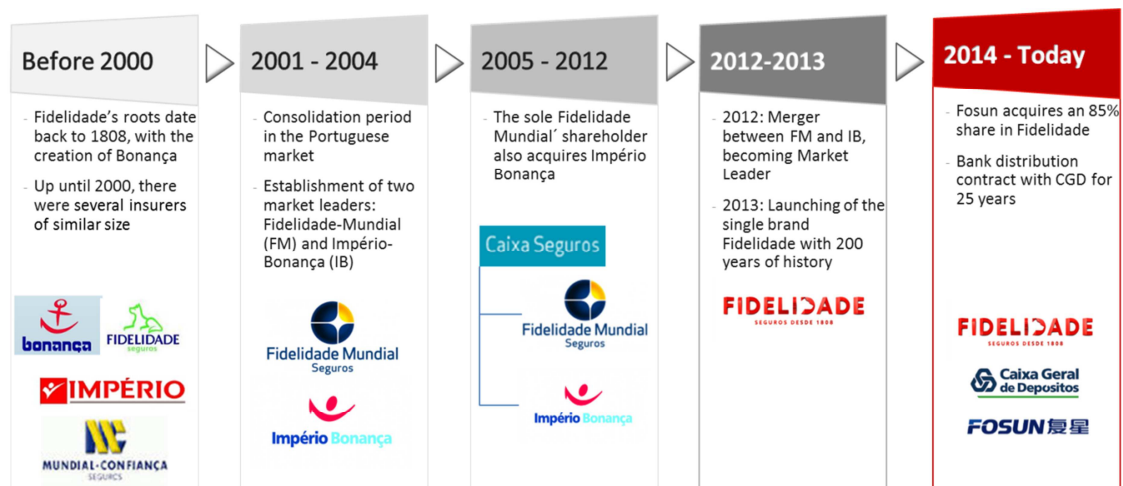 Before 2000
- Fidelidade's roots date
back to 1808, with the
creation of Bonança
- Up until 2000, there
were several insurers
of similar size
bonança
FIDELIDADE
seguros
IMPÉRIO
MUNDIAL-CONFIANÇA
SEGUROS
2001 - 2004
- Consolidation period
in the Portuguese
market
- Establishment of two
market leaders:
Fidelidade-Mundial
(FM) and Império-
Bonança (IB)
Fidelidade Mundial
Seguros
Império Bonança
2005 - 2012
- The sole Fidelidade
Mundial´ shareholder
also acquires Império
Bonança
Caixa Seguros
Fidelidade Mundial
Seguros
Império Bonança
2012-2013
- 2012: Merger
between FM and IB,
becoming Market
Leader
- 2013: Launching of the
single brand
Fidelidade with 200
years of history
FIDELIDADE
SEGUROS DESDE 1808
2014 - Today
- Fosun acquires an 85%
share in Fidelidade
- Bank distribution
contract with CGD for
25 years
FIDELIDADE
SEGUROS DESDE 1808
Caixa Geral
de Depositos
FOSUN复星